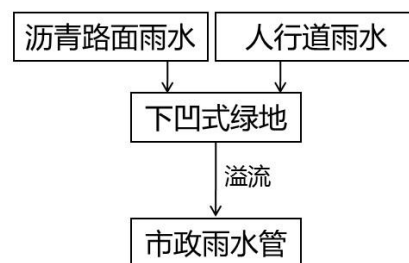 沥青路面雨水
人行道雨水
下凹式绿地
溢流
市政雨水管